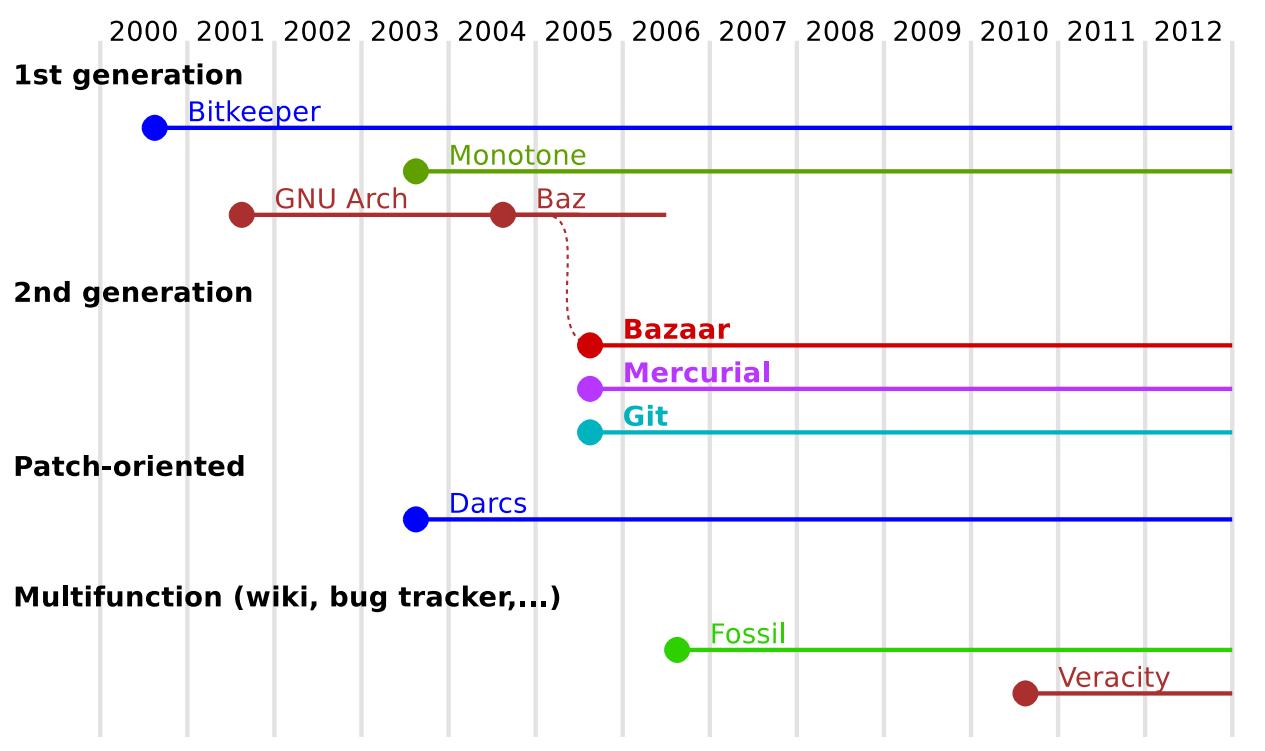 2000 2001 2002 2003 2004 2005 2006 2007 2008 2009 2010 2011 2012
1st generation
Bitkeeper
Monotone
GNU Arch Baz
2nd generation
Bazaar
Mercurial
Git
Patch-oriented
Darcs
Multifunction (wiki, bug tracker,...)
Fossil
Veracity